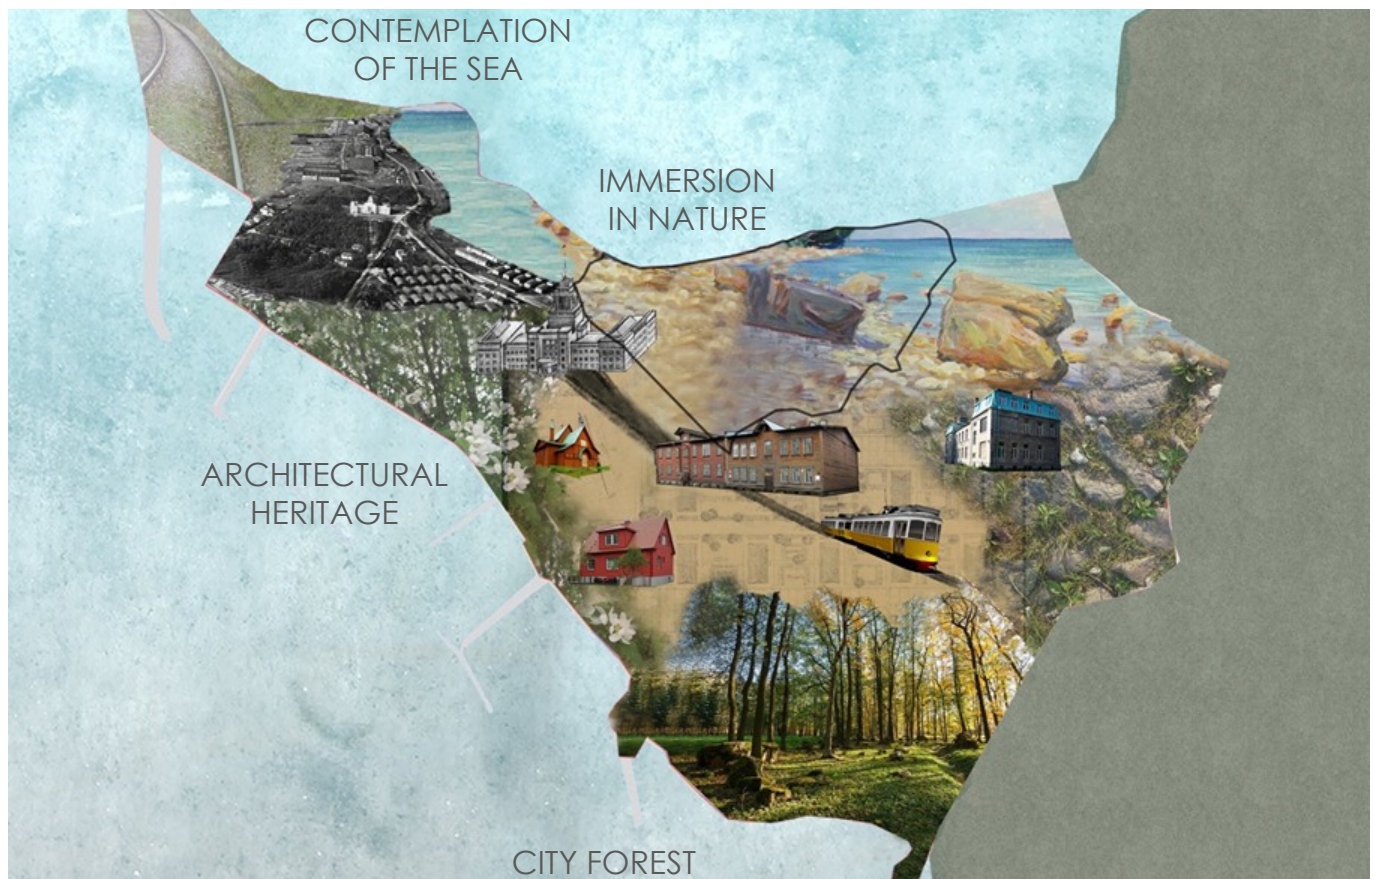 CONTEMPLATION
OF THE SEA
IMMERSION
IN NATURE
ARCHITECTURAL
HERITAGE
CITY FOREST